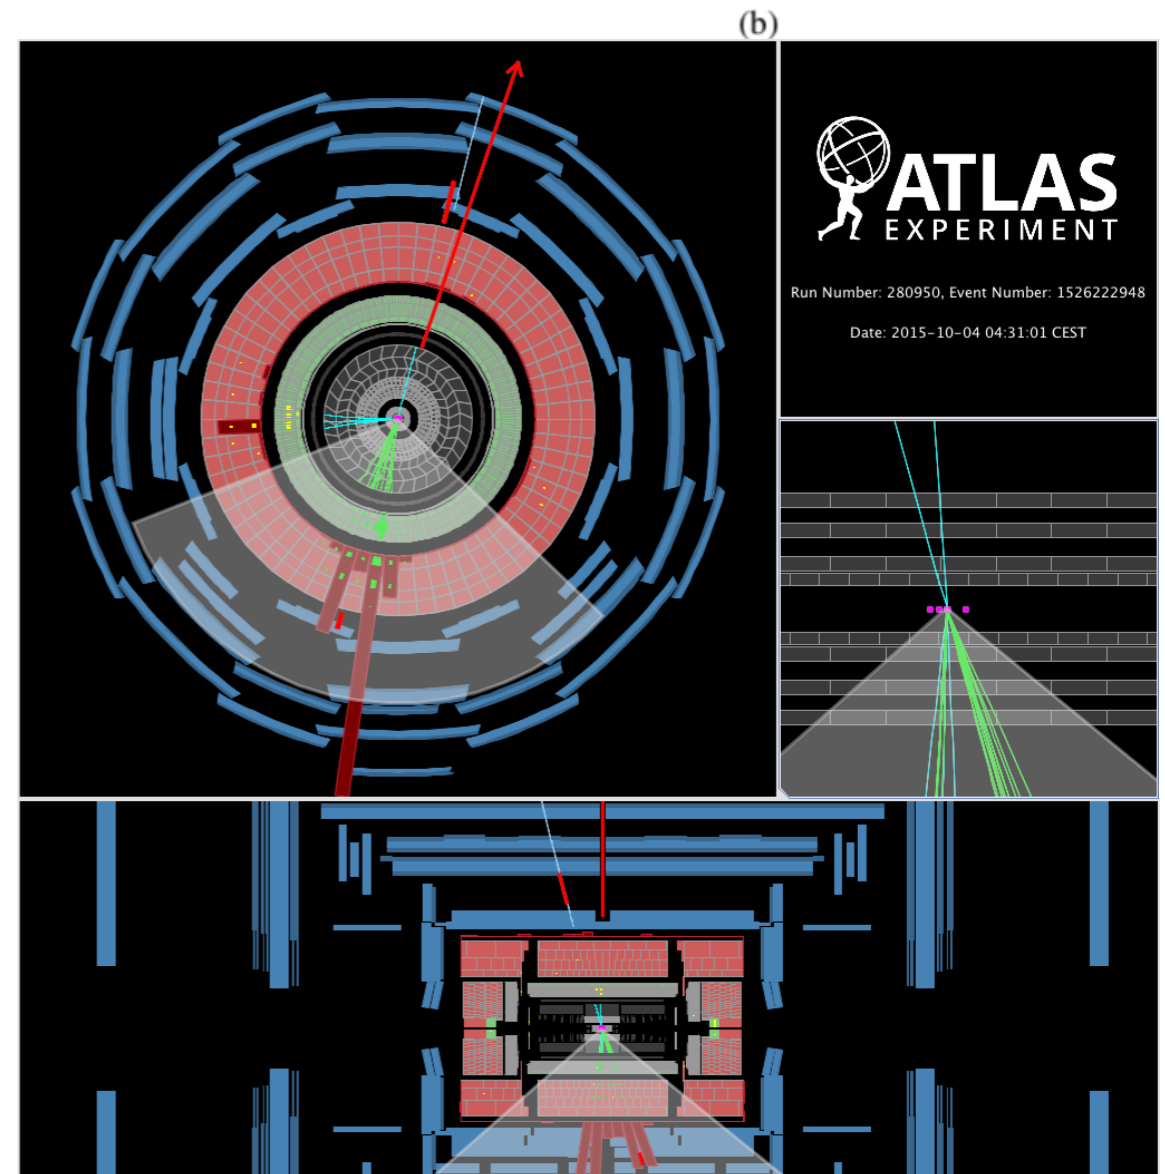 (b)
ATLAS
EXPERIMENT
Run Number: 280950, Event Number: 1526222948
Date: 2015-10-04 04:31:01 CEST